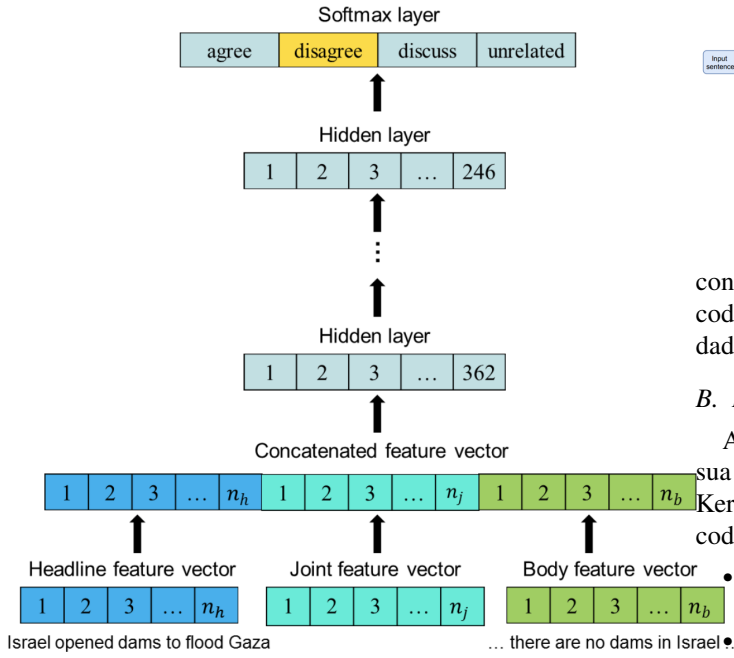 Softmax layer
agree disagree discuss unrelated
Input
sentence
Hidden layer
1 2 3 … 246
⋮
Hidden layer
1 2 3 … 362
Concatenated feature vector
1 2 3 … n_h 1 2 3 … n_j 1 2 3 … n_b
Headline feature vector Joint feature vector Body feature vector
1 2 3 … n_h 1 2 3 … n_j 1 2 3 … n_b
Israel opened dams to flood Gaza … there are no dams in Israel …
con
cod
dad
B.
A
sua
Ker
cod
•
•